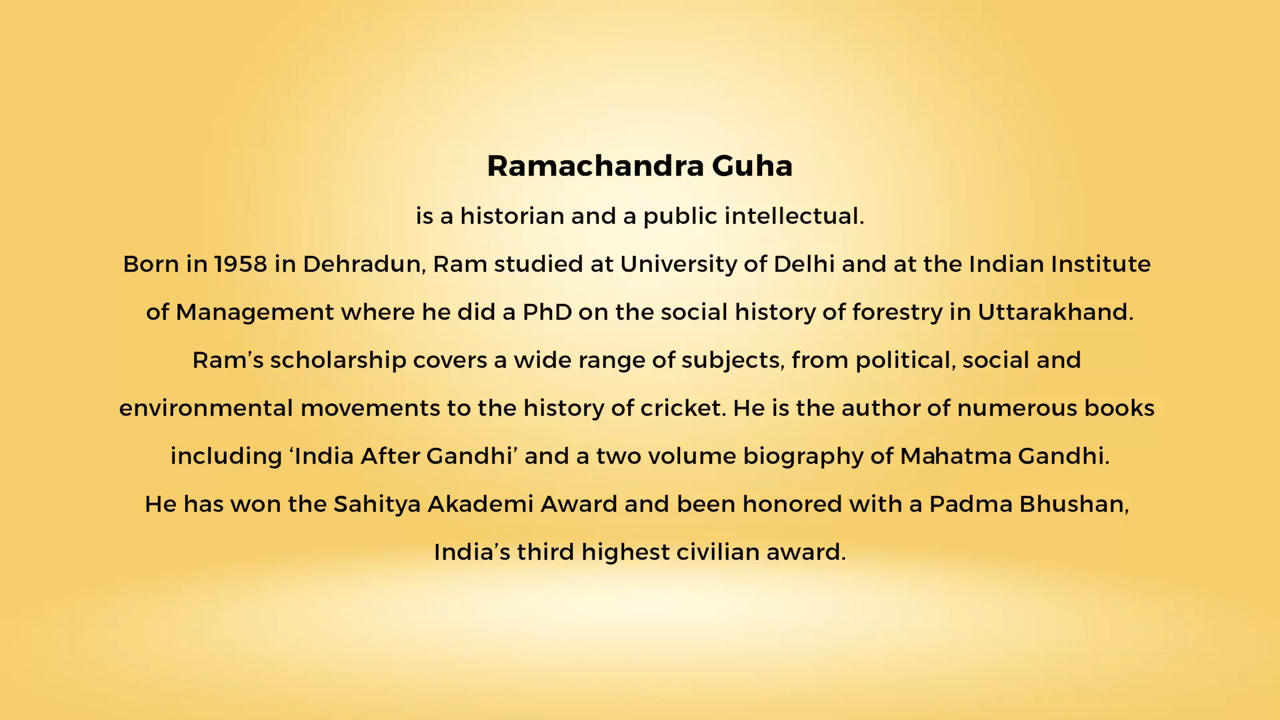 Ramachandra Guha
is a historian and a public intellectual.
Born in 1958 in Dehradun, Ram studied at University of Delhi and at the Indian Institute
of Management where he did a PhD on the social history of forestry in Uttarakhand.
Ram’s scholarship covers a wide range of subjects, from political, social and
environmental movements to the history of cricket. He is the author of numerous books
including ‘India After Gandhi’ and a two volume biography of Mahatma Gandhi.
He has won the Sahitya Akademi Award and been honored with a Padma Bhushan,
India’s third highest civilian award.